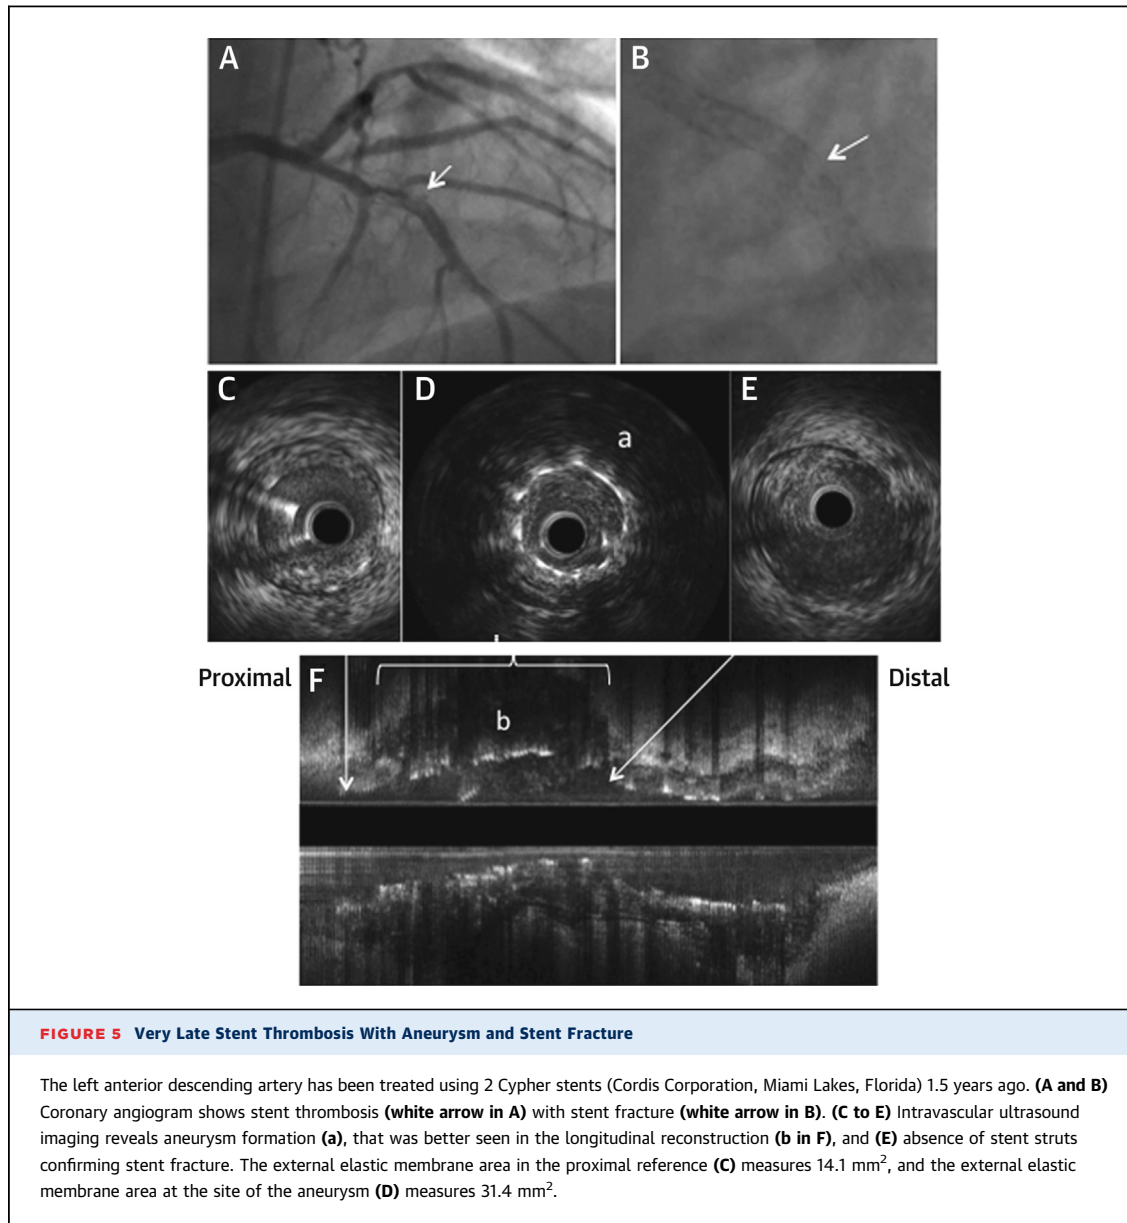 A
B
C
D
E
a
Proximal
F
Distal
b
FIGURE 5 Very Late Stent Thrombosis With Aneurysm and Stent Fracture
The left anterior descending artery has been treated using 2 Cypher stents (Cordis Corporation, Miami Lakes, Florida) 1.5 years ago. (A and B)
Coronary angiogram shows stent thrombosis (white arrow in A) with stent fracture (white arrow in B). (C to E) Intravascular ultrasound
imaging reveals aneurysm formation (a), that was better seen in the longitudinal reconstruction (b in F), and (E) absence of stent struts
confirming stent fracture. The external elastic membrane area in the proximal reference (C) measures 14.1 mm², and the external elastic
membrane area at the site of the aneurysm (D) measures 31.4 mm².